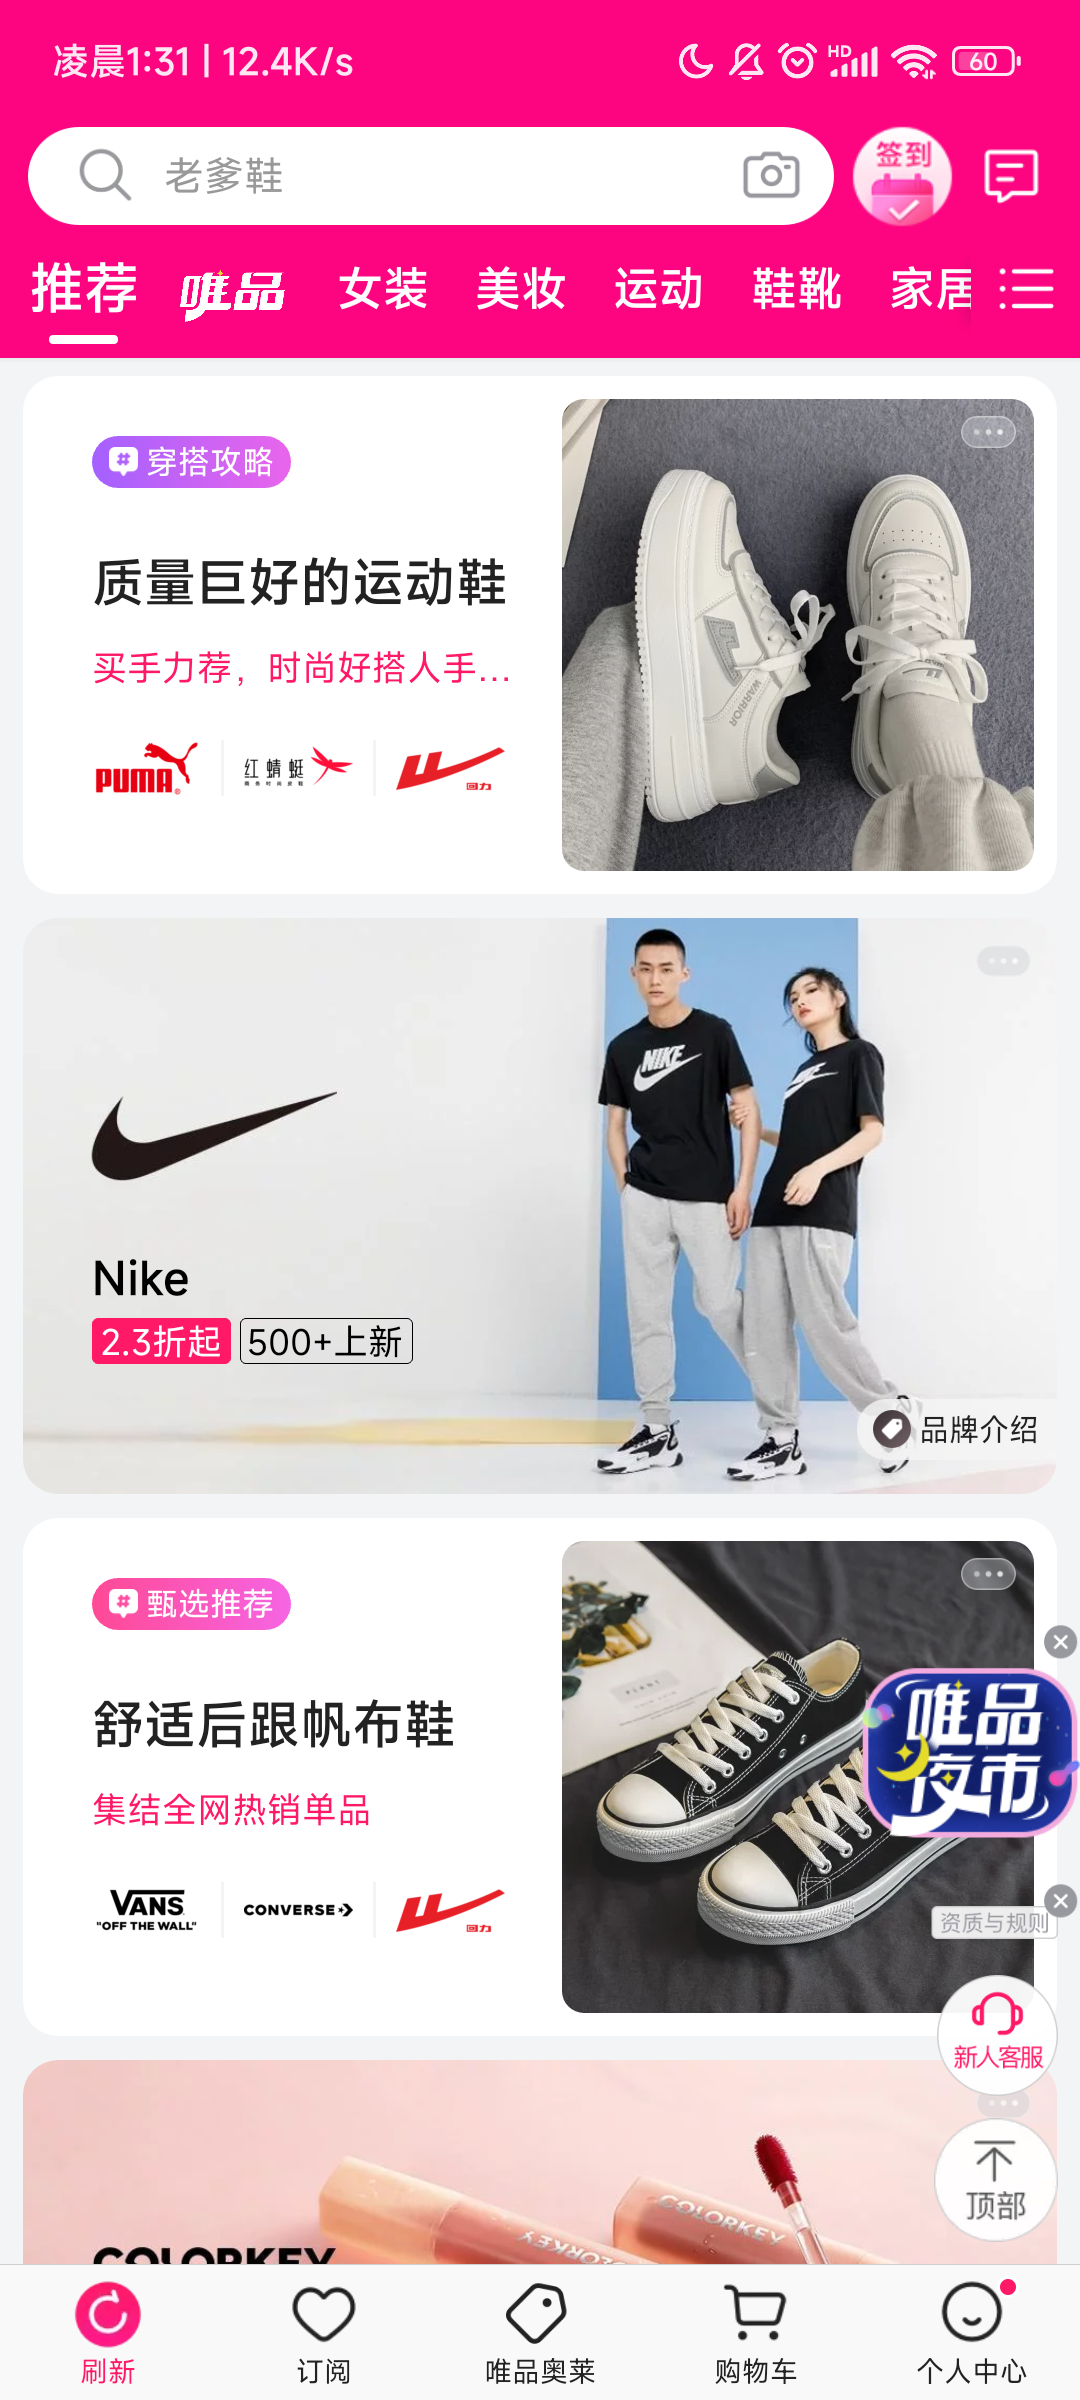 凌晨1:31 | 12.4K/s
HD
60
老爹鞋
签到
推荐
唯品
女装
美妆
运动
鞋靴
家居
穿搭攻略
质量巨好的运动鞋
买手力荐，时尚好搭人手...
PUMA
红蜻蜓
回力
WARRIOR
NIKE
Nike
2.3折起
500+上新
品牌介绍
甄选推荐
舒适后跟帆布鞋
集结全网热销单品
VANS
"OFF THE WALL"
CONVERSE
回力
PLANT
唯品
夜市
资质与规则
新人客服
顶部
COLORKEY
COLORKEY
COLORKEY
刷新
订阅
唯品奥莱
购物车
个人中心